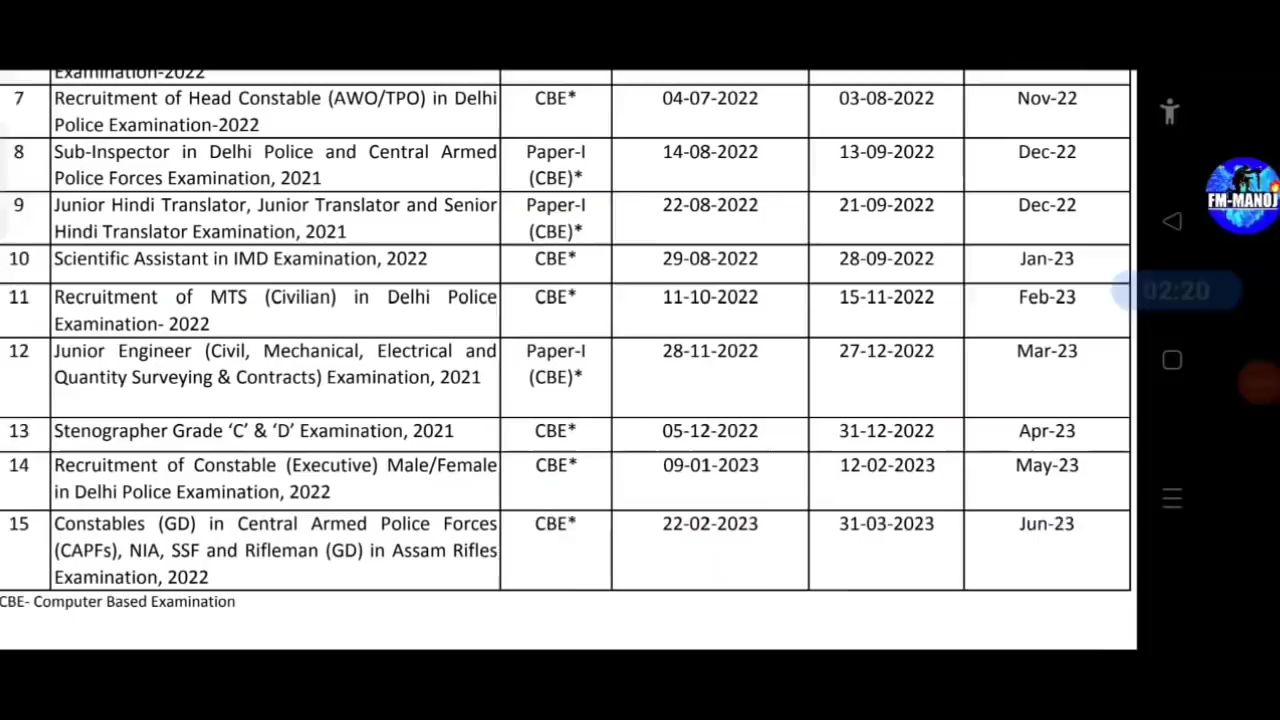 Examination-2022
7 Recruitment of Head Constable (AWO/TPO) in Delhi CBE* 04-07-2022 03-08-2022 Nov-22
Police Examination-2022
8 Sub-Inspector in Delhi Police and Central Armed Paper-I 14-08-2022 13-09-2022 Dec-22
Police Forces Examination, 2021 (CBE)*
9 Junior Hindi Translator, Junior Translator and Senior Paper-I 22-08-2022 21-09-2022 Dec-22
Hindi Translator Examination, 2021 (CBE)*
10 Scientific Assistant in IMD Examination, 2022 CBE* 29-08-2022 28-09-2022 Jan-23
11 Recruitment of MTS (Civilian) in Delhi Police CBE* 11-10-2022 15-11-2022 Feb-23
Examination- 2022
12 Junior Engineer (Civil, Mechanical, Electrical and Paper-I 28-11-2022 27-12-2022 Mar-23
Quantity Surveying & Contracts) Examination, 2021 (CBE)*
13 Stenographer Grade ‘C’ & ‘D’ Examination, 2021 CBE* 05-12-2022 31-12-2022 Apr-23
14 Recruitment of Constable (Executive) Male/Female CBE* 09-01-2023 12-02-2023 May-23
in Delhi Police Examination, 2022
15 Constables (GD) in Central Armed Police Forces CBE* 22-02-2023 31-03-2023 Jun-23
(CAPFs), NIA, SSF and Rifleman (GD) in Assam Rifles
Examination, 2022
CBE- Computer Based Examination
FM-MANOJ
02:20